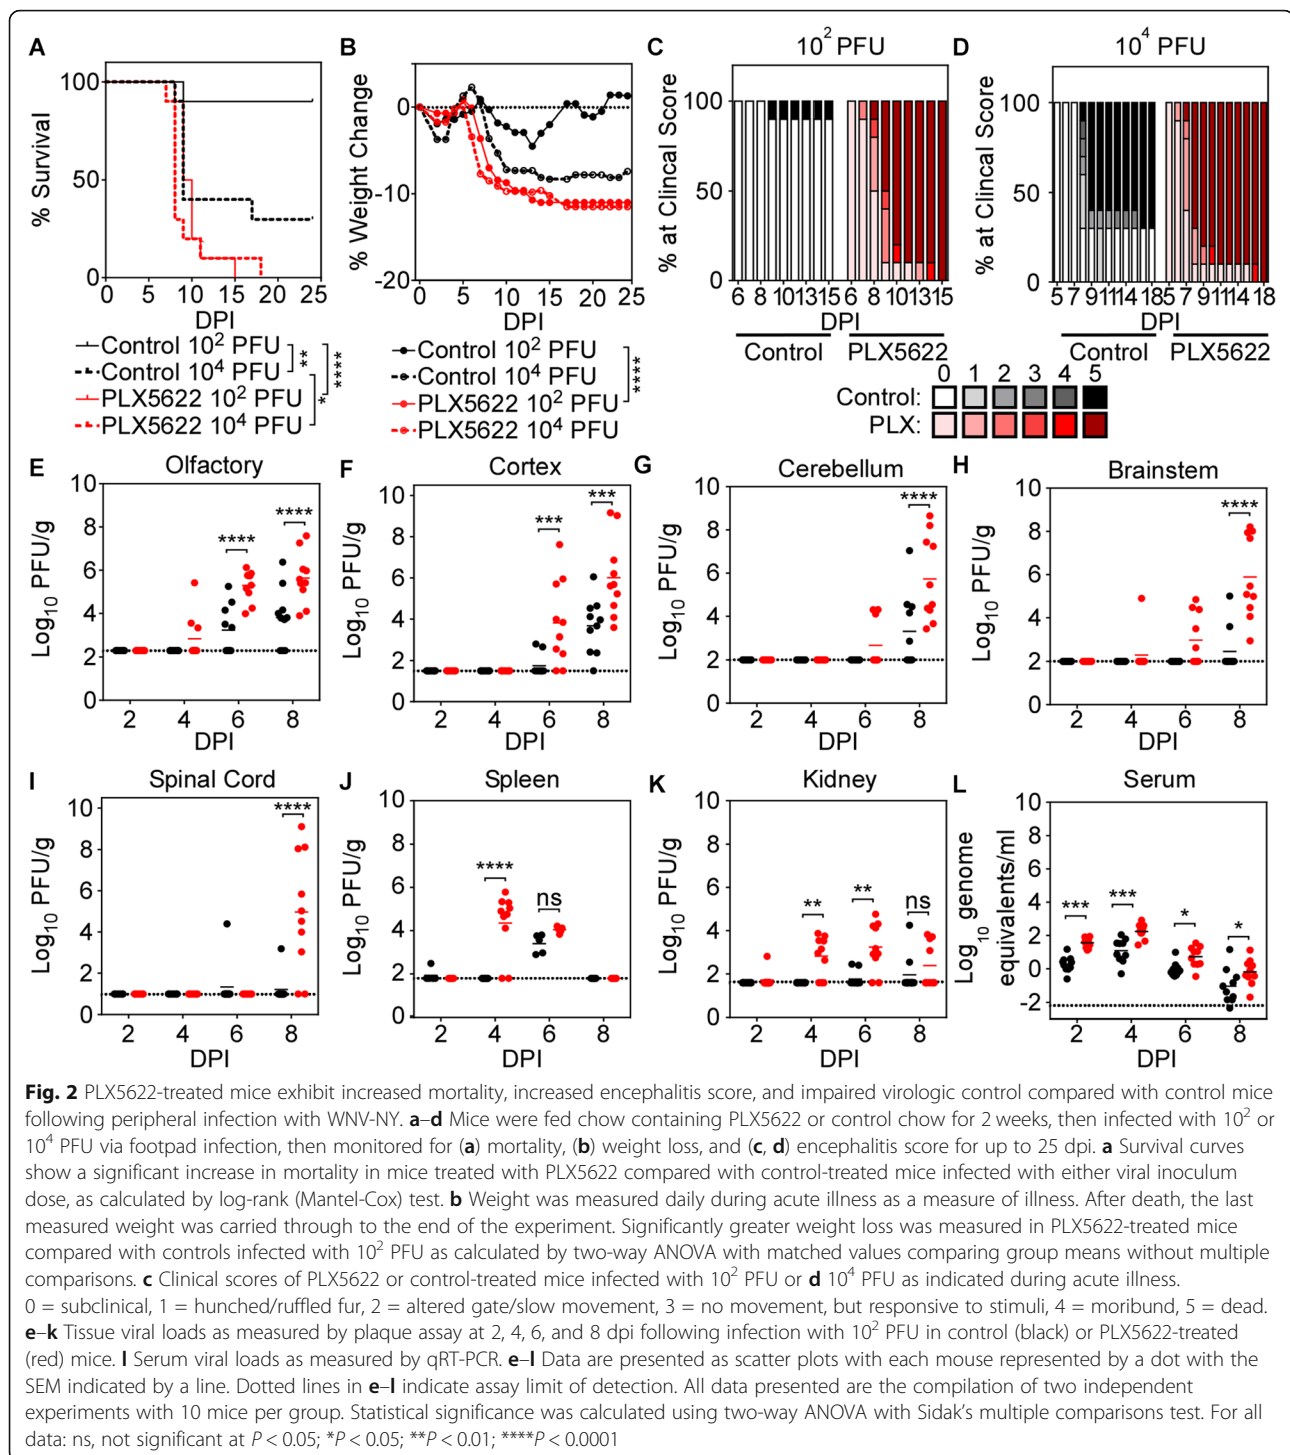 A
% Survival
100
50
0
0 5 10 15 20 25
DPI
Control 10² PFU
Control 10⁴ PFU
PLX5622 10² PFU
PLX5622 10⁴ PFU
**
*
****
B
% Weight Change
0
-10
-20
0 5 10 15 20 25
DPI
Control 10² PFU
Control 10⁴ PFU
PLX5622 10² PFU
PLX5622 10⁴ PFU
****
C
10² PFU
% at Clincal Score
100
50
0
6 8 10 13 15 6 8 10 13 15
D
10⁴ PFU
% at Clincal Score
100
50
0
5 7 9 11 14 18 5 7 9 11 14 18
DPI
Control PLX5622 Control PLX5622
0 1 2 3 4 5
Control:
PLX:
E
Olfactory
Log₁₀ PFU/g
10
8
6
4
2
0
**** ****
2 4 6 8
DPI
F
Cortex
Log₁₀ PFU/g
10
8
6
4
2
0
*** ***
2 4 6 8
DPI
G
Cerebellum
Log₁₀ PFU/g
10
8
6
4
2
0
****
2 4 6 8
DPI
H
Brainstem
Log₁₀ PFU/g
10
8
6
4
2
0
****
2 4 6 8
DPI
I
Spinal Cord
Log₁₀ PFU/g
10
8
6
4
2
0
****
2 4 6 8
DPI
J
Spleen
Log₁₀ PFU/g
10
8
6
4
2
0
**** ns
2 4 6 8
DPI
K
Kidney
Log₁₀ PFU/g
10
8
6
4
2
0
** ** ns
2 4 6 8
DPI
L
Serum
Log₁₀ genome
equivalents/ml
6
4
2
0
-2
*** *** * *
2 4 6 8
DPI
Fig. 2 PLX5622-treated mice exhibit increased mortality, increased encephalitis score, and impaired virologic control compared with control mice
following peripheral infection with WNV-NY. a–d Mice were fed chow containing PLX5622 or control chow for 2 weeks, then infected with 10² or
10⁴ PFU via footpad infection, then monitored for (a) mortality, (b) weight loss, and (c, d) encephalitis score for up to 25 dpi. a Survival curves
show a significant increase in mortality in mice treated with PLX5622 compared with control-treated mice infected with either viral inoculum
dose, as calculated by log-rank (Mantel-Cox) test. b Weight was measured daily during acute illness as a measure of illness. After death, the last
measured weight was carried through to the end of the experiment. Significantly greater weight loss was measured in PLX5622-treated mice
compared with controls infected with 10² PFU as calculated by two-way ANOVA with matched values comparing group means without multiple
comparisons. c Clinical scores of PLX5622 or control-treated mice infected with 10² PFU or d 10⁴ PFU as indicated during acute illness.
0 = subclinical, 1 = hunched/ruffled fur, 2 = altered gate/slow movement, 3 = no movement, but responsive to stimuli, 4 = moribund, 5 = dead.
e–k Tissue viral loads as measured by plaque assay at 2, 4, 6, and 8 dpi following infection with 10² PFU in control (black) or PLX5622-treated
(red) mice. l Serum viral loads as measured by qRT-PCR. e–l Data are presented as scatter plots with each mouse represented by a dot with the
SEM indicated by a line. Dotted lines in e–l indicate assay limit of detection. All data presented are the compilation of two independent
experiments with 10 mice per group. Statistical significance was calculated using two-way ANOVA with Sidak's multiple comparisons test. For all
data: ns, not significant at P < 0.05; *P < 0.05; **P < 0.01; ****P < 0.0001